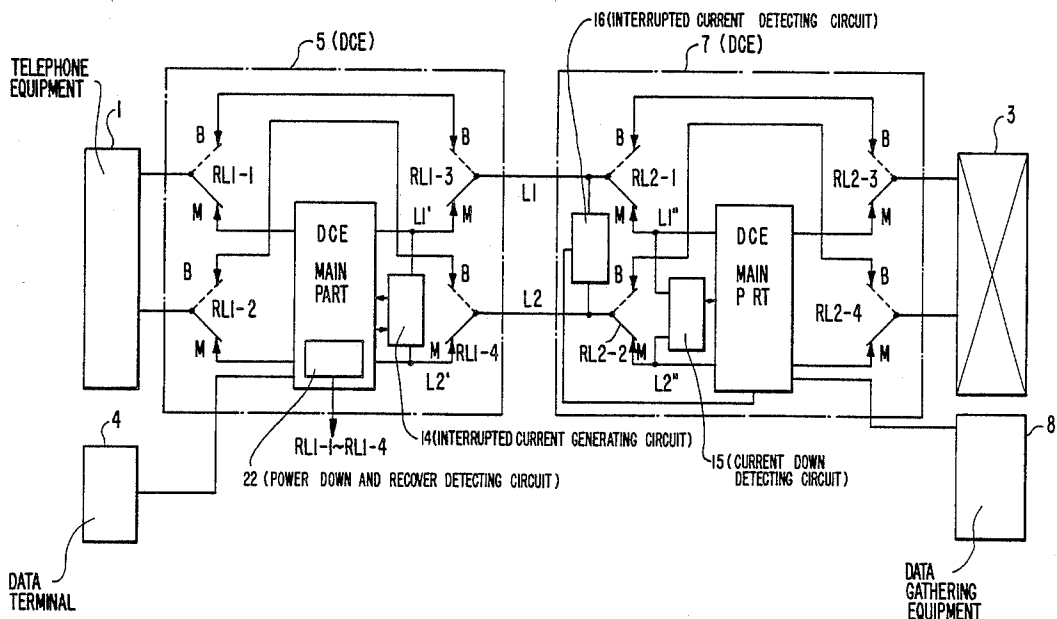 16(INTERRUPTED CURRENT DETECTING CIRCUIT)
5 (DCE)
7 (DCE)
TELEPHONE
EQUIPMENT
1
3
B
B
B
B
RL1-1
RL1-3
RL2-1
RL2-3
L1
M
M
M
M
L1'
L1"
DCE
MAIN
PART
DCE
MAIN
P RT
B
B
B
B
L2
RL1-2
RL2-4
M
M
RL1-4
RL2-2
M
M
L2'
L2"
4
RL1-1~RL1-4
14(INTERRUPTED CURRENT GENERATING CIRCUIT)
8
22 (POWER DOWN AND RECOVER DETECTING CIRCUIT)
15(CURRENT DOWN
DETECTING CIRCUIT)
DATA
TERMINAL
DATA
GATHERING
EQUIPMENT